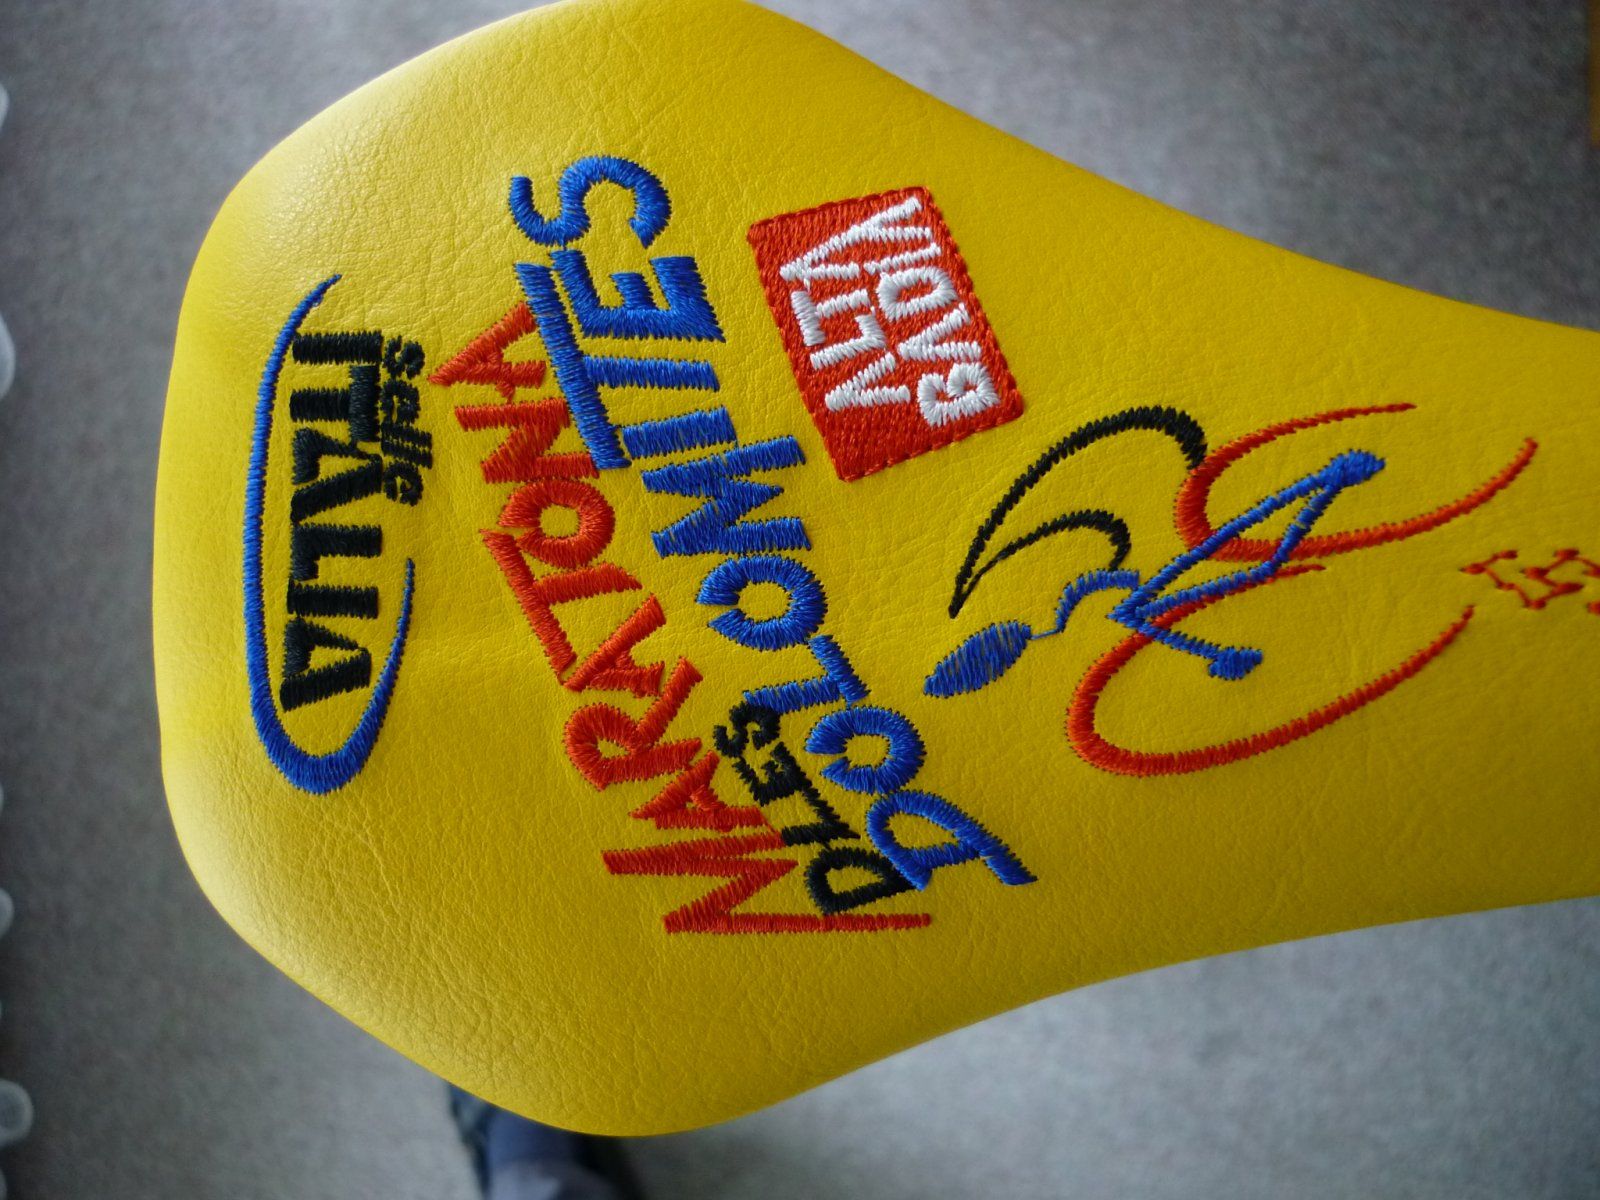 selle
ITALIA
MARATONA
DLES
DOLOMITES
ALTA
BADIA